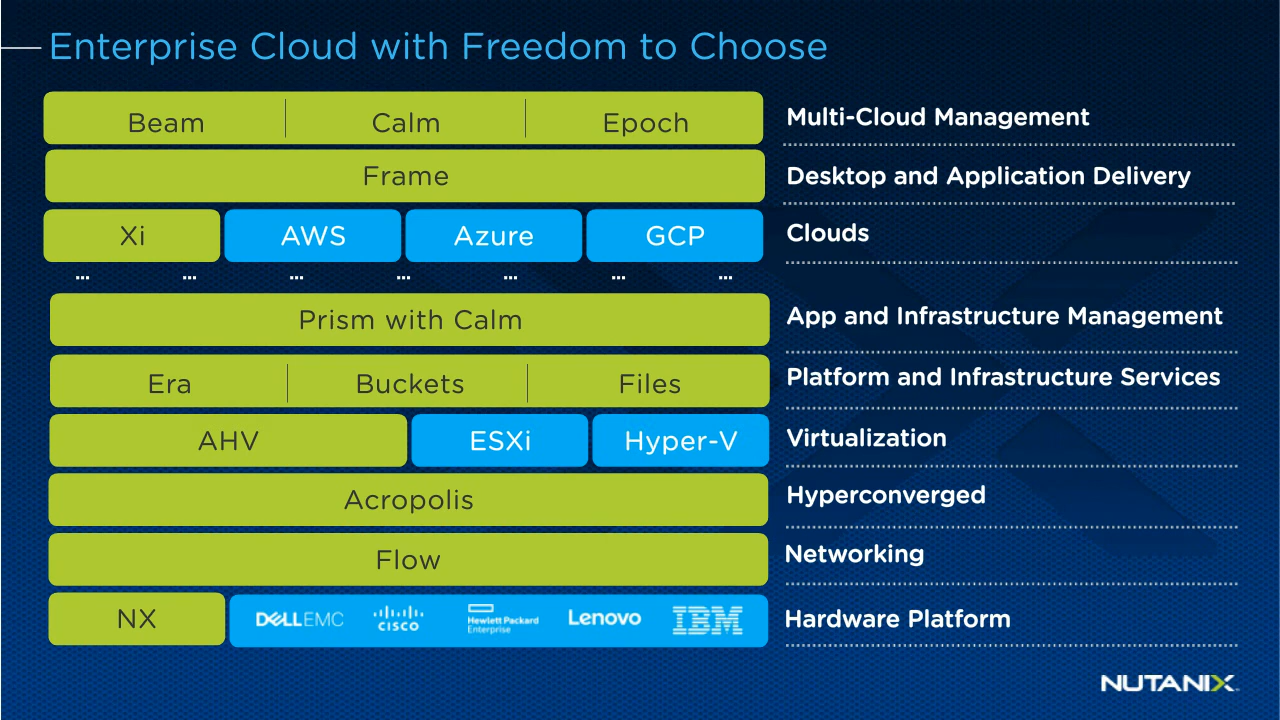 Enterprise Cloud with Freedom to Choose
Beam Calm Epoch Multi-Cloud Management
Frame Desktop and Application Delivery
Xi AWS Azure GCP Clouds
... ... ... ... ... ... ...
Prism with Calm App and Infrastructure Management
Era Buckets Files Platform and Infrastructure Services
AHV ESXi Hyper-V Virtualization
Acropolis Hyperconverged
Flow Networking
NX DELLEMC CISCO Hewlett Packard Enterprise Lenovo IBM Hardware Platform
NUTANIX